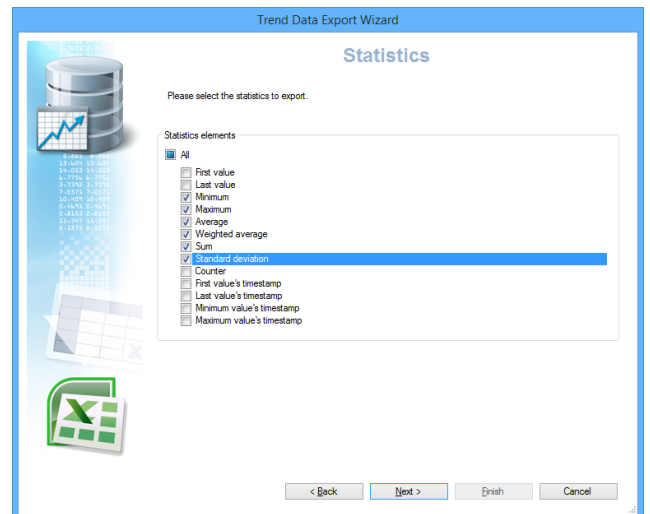 Trend Data Export Wizard
Statistics
Please select the statistics to export.
Statistics elements
All
First value
Last value
Minimum
Maximum
Average
Weighted average
Sum
Standard deviation
Counter
First value's timestamp
Last value's timestamp
Minimum value's timestamp
Maximum value's timestamp
< Back
Next >
Finish
Cancel